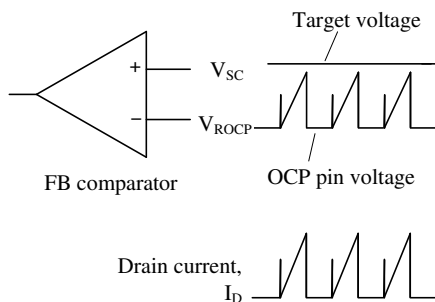 Target voltage
+
V_SC
−
V_ROCP
OCP pin voltage
FB comparator
Drain current,
I_D